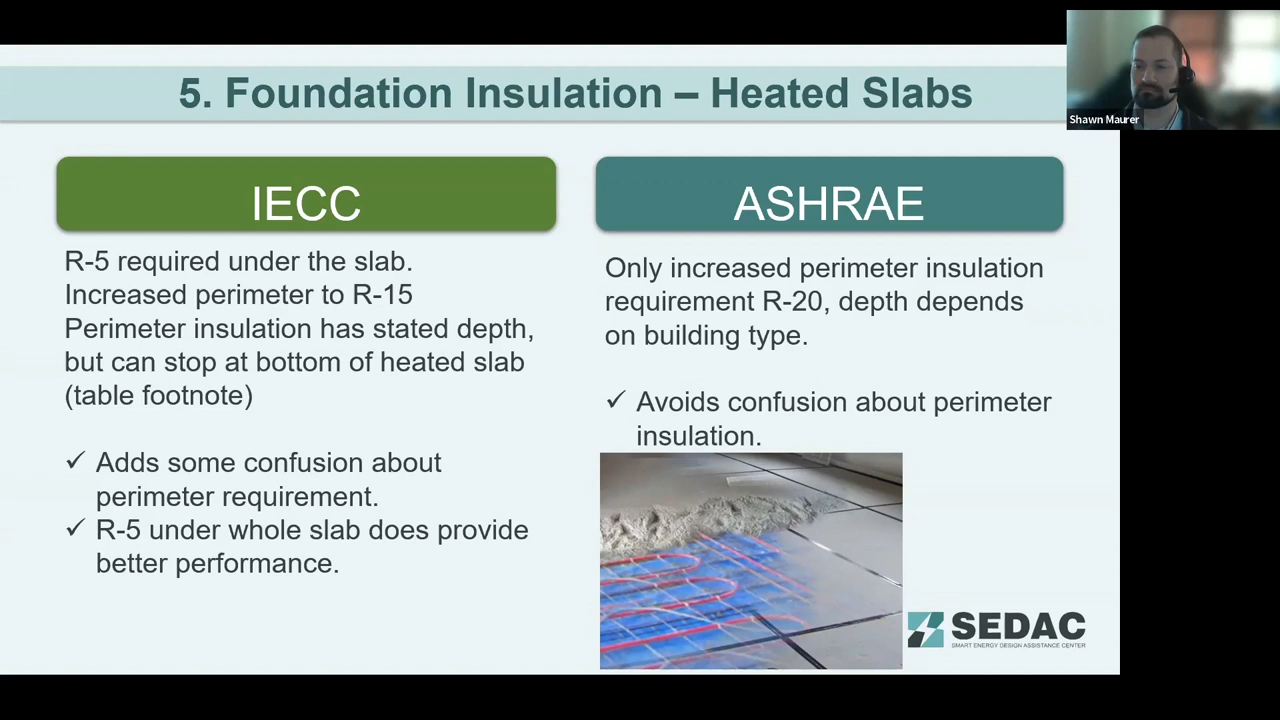 5. Foundation Insulation – Heated Slabs
Shawn Maurer
IECC
R-5 required under the slab.
Increased perimeter to R-15
Perimeter insulation has stated depth,
but can stop at bottom of heated slab
(table footnote)
✓ Adds some confusion about
perimeter requirement.
✓ R-5 under whole slab does provide
better performance.
ASHRAE
Only increased perimeter insulation
requirement R-20, depth depends
on building type.
✓ Avoids confusion about perimeter
insulation.
SEDAC
SMART ENERGY DESIGN ASSISTANCE CENTER